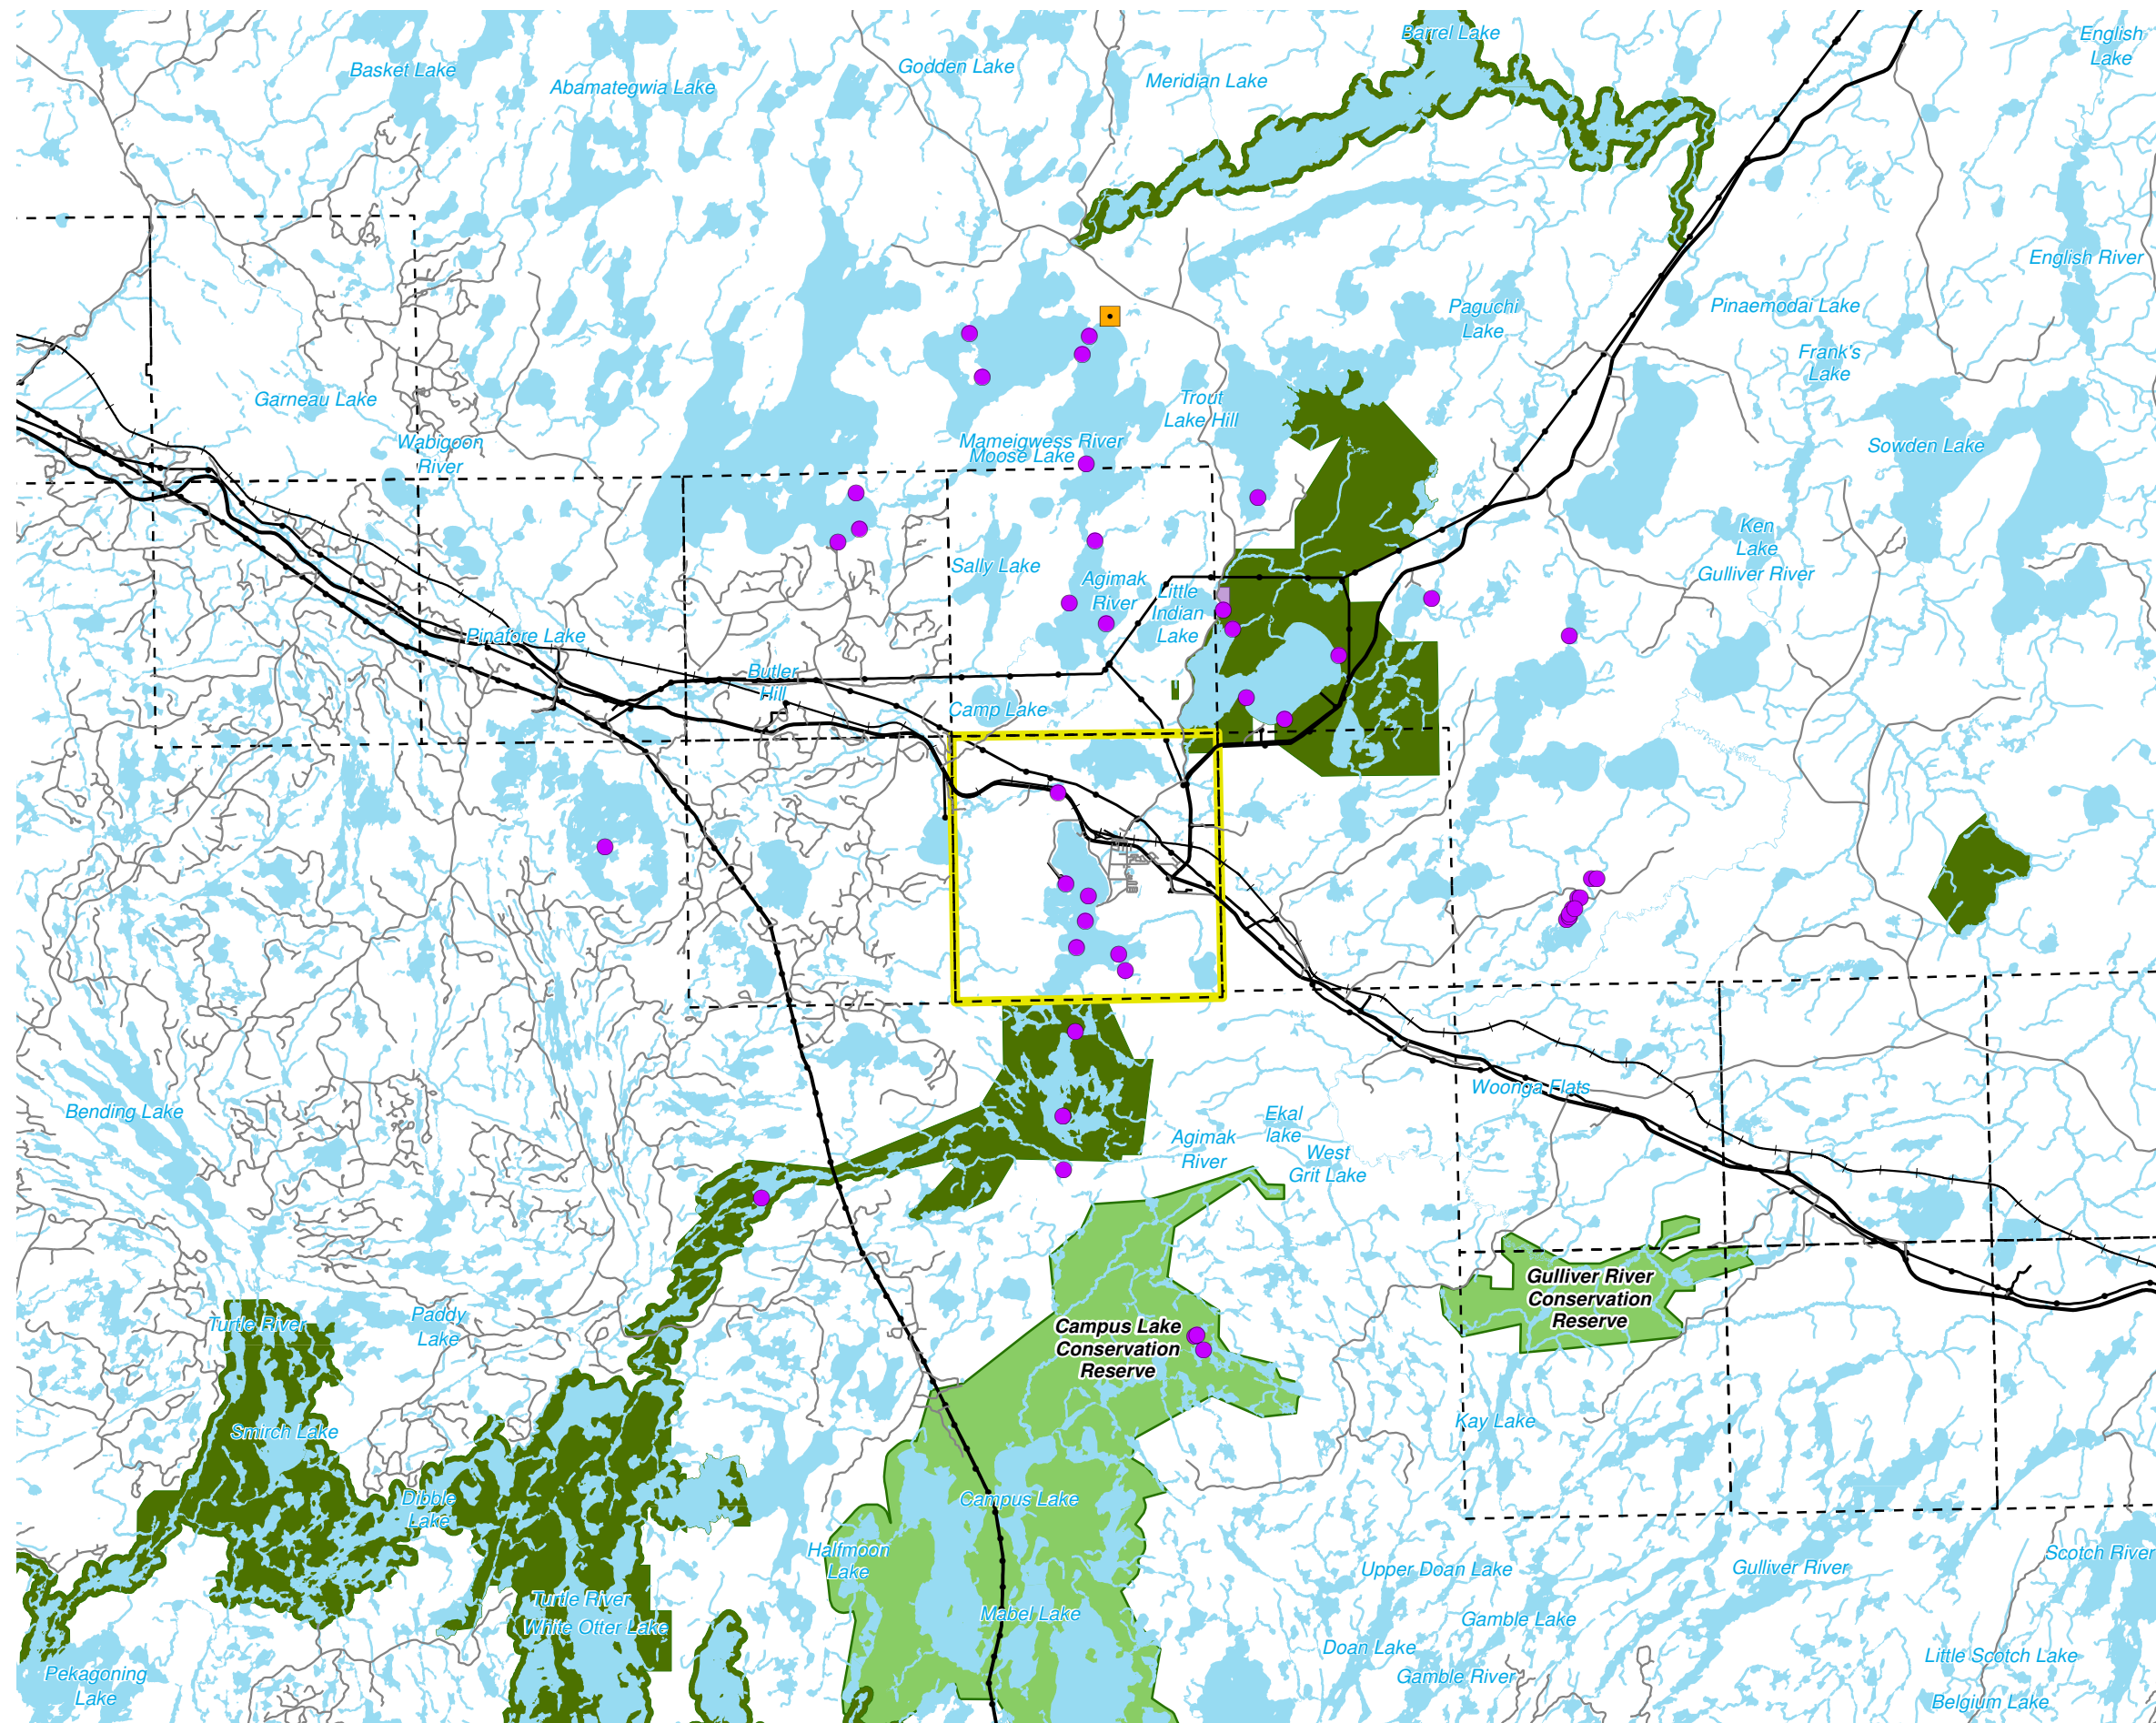 Barrel Lake
English
Lake
Basket Lake
Abamategwia Lake
Godden Lake
Meridian Lake
English River
Paguchi
Lake
Pinaemodai Lake
Frank's
Lake
Garneau Lake
Trout
Lake Hill
Wabigoon
River
Mameigwess River
Moose Lake
Sowden Lake
Ken
Lake
Gulliver River
Sally Lake
Agimak
River
Little
Indian
Lake
Pinafore Lake
Butler
Hill
Camp Lake
Woonga Flats
Bending Lake
Ekal
lake
Agimak
River
West
Grit Lake
Gulliver River
Conservation
Reserve
Turtle River
Paddy
Lake
Campus Lake
Conservation
Reserve
Kay Lake
Smirch Lake
Dibble
Lake
Campus Lake
Halfmoon
Lake
Upper Doan Lake
Gulliver River
Scotch River
Turtle River
White Otter Lake
Mabel Lake
Gamble Lake
Doan Lake
Gamble River
Little Scotch Lake
Pekagoning
Lake
Belgium Lake